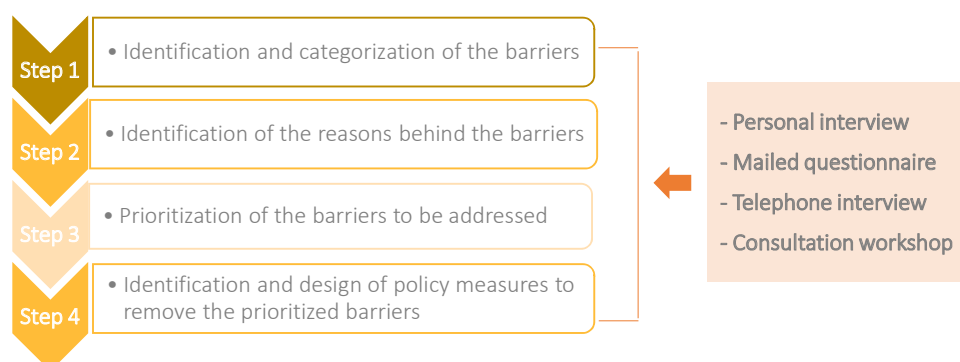 Step 1
• Identification and categorization of the barriers
Step 2
• Identification of the reasons behind the barriers
Step 3
• Prioritization of the barriers to be addressed
Step 4
• Identification and design of policy measures to
remove the prioritized barriers
- Personal interview
- Mailed questionnaire
- Telephone interview
- Consultation workshop